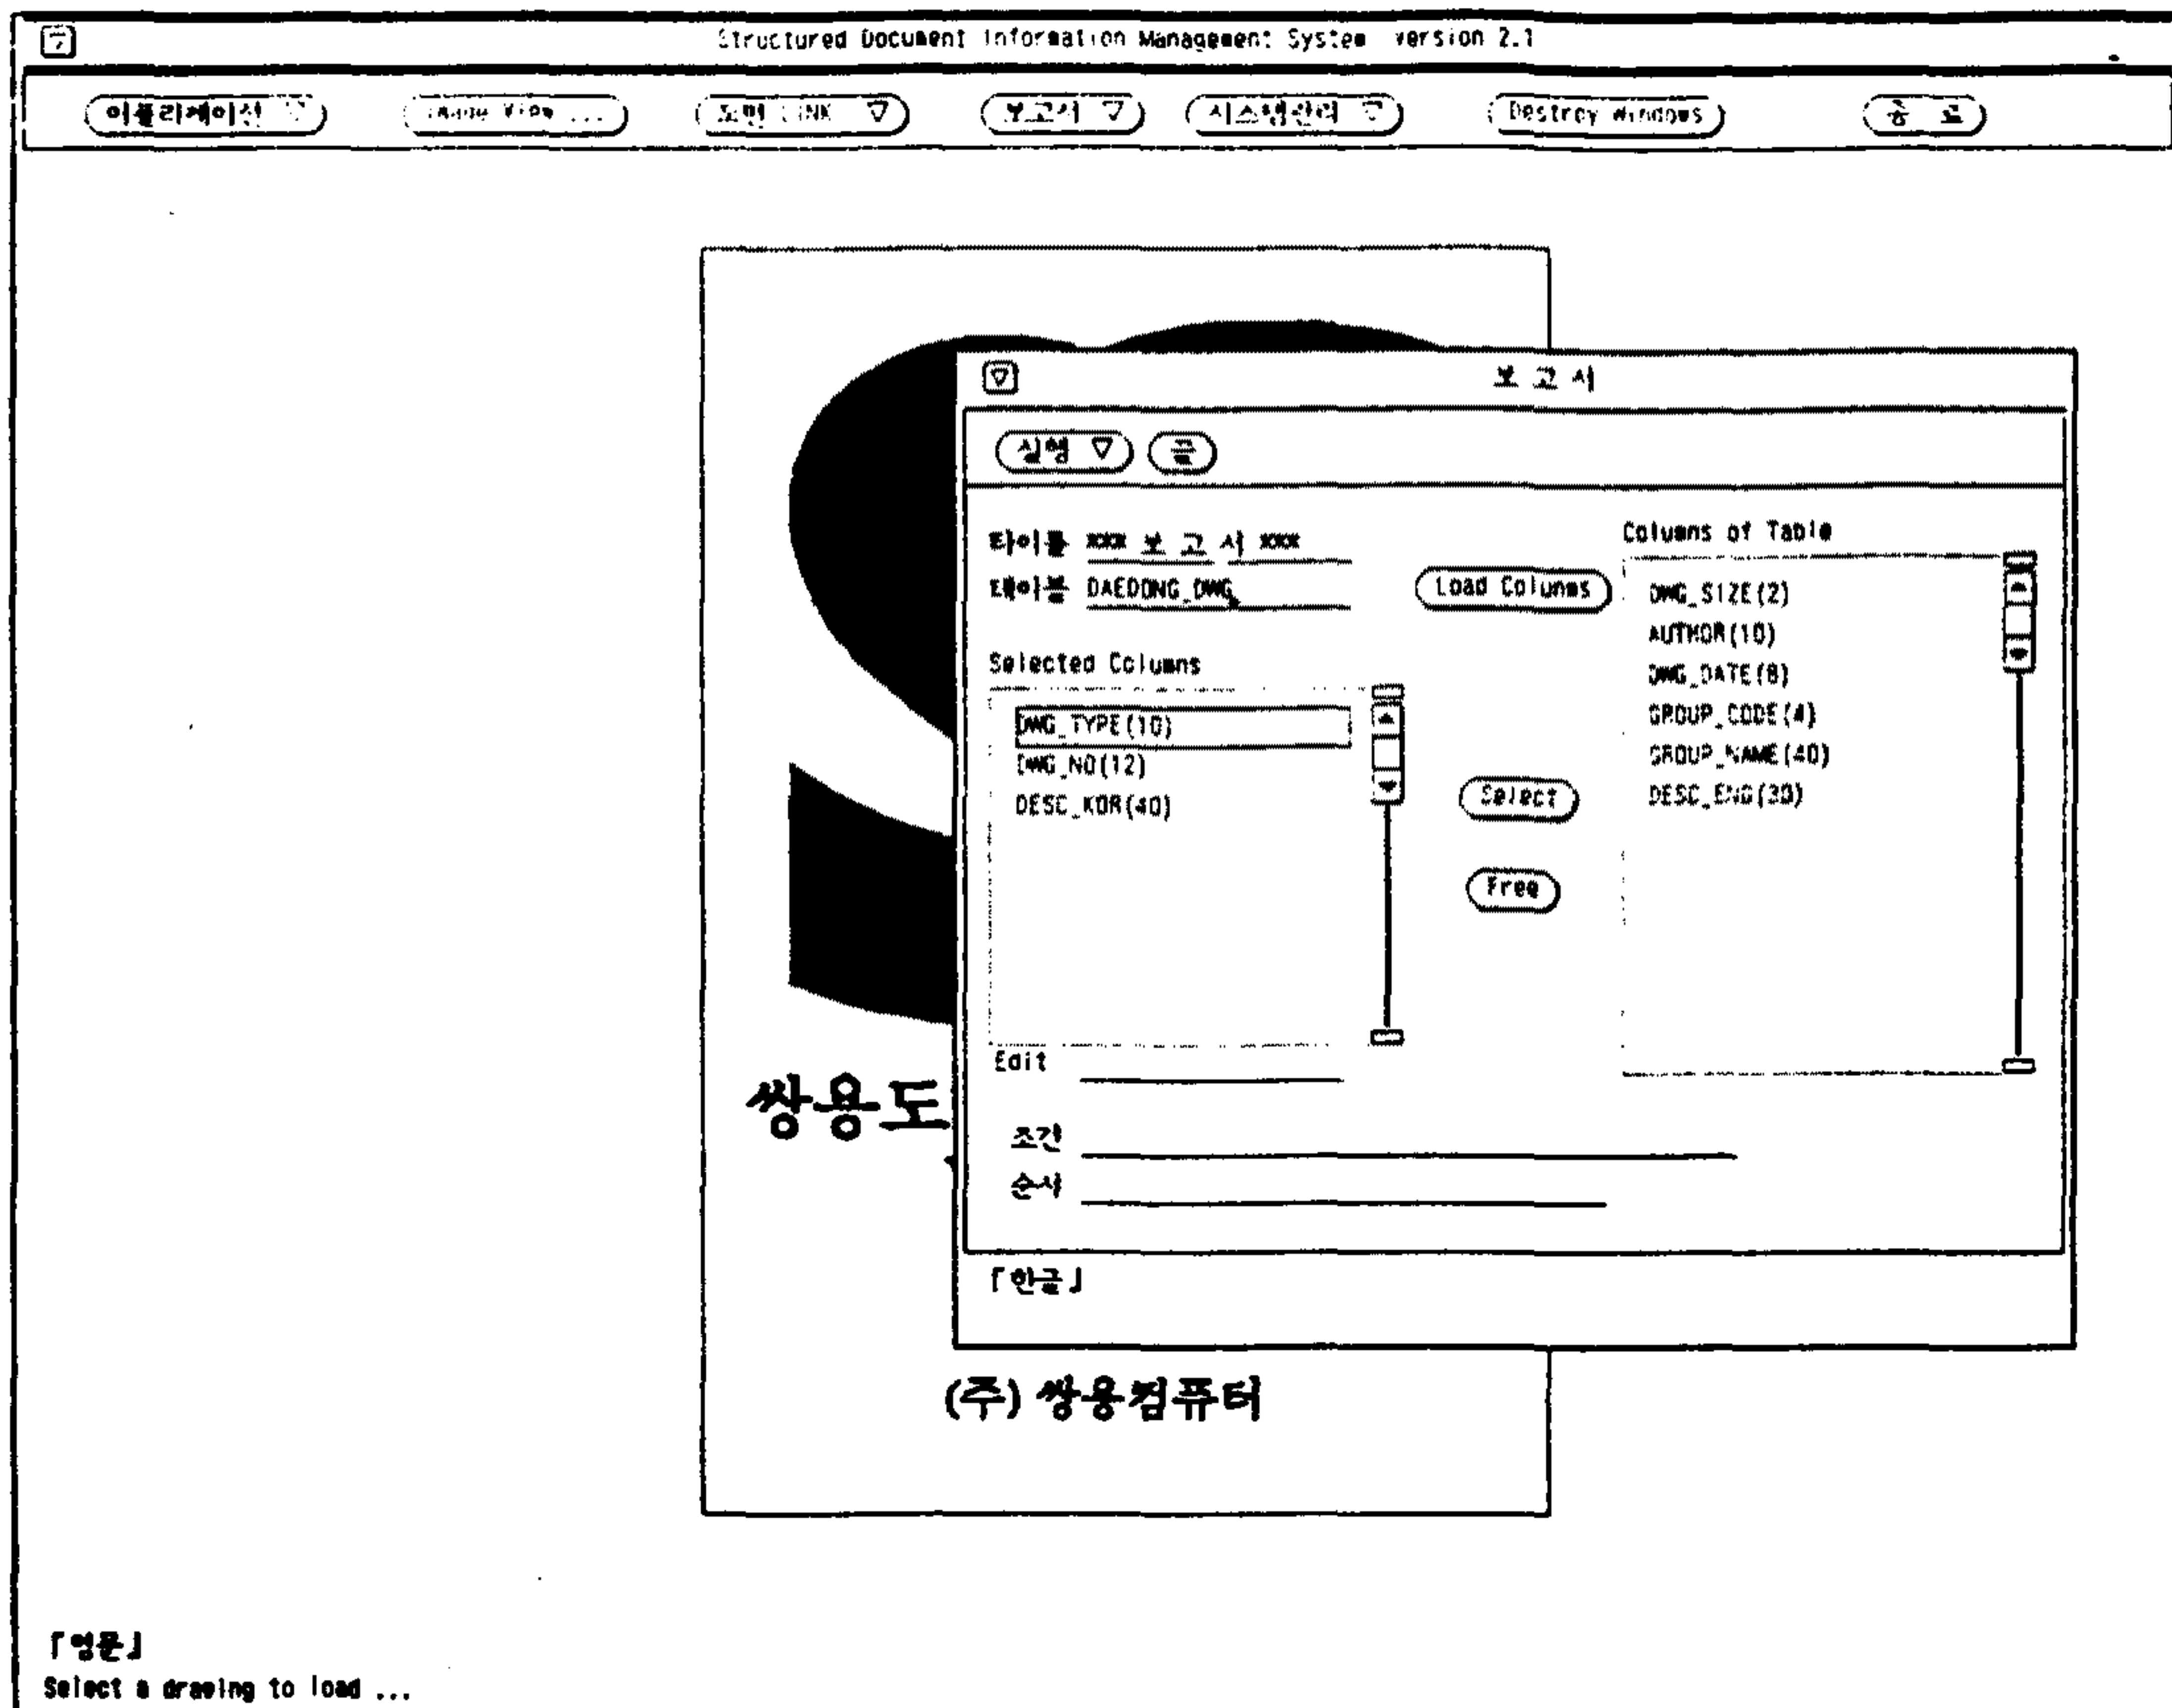 Structured Document Information Management System version 2.1
어플리케이션 Image View ... 도면 LINK 보고서 시스템관리 Destroy Windows 종 료
보 고 서
실행 끝
타이틀 *** 보 고 서 ***
테이블 DAEDONG_DWG
Load Columns
Columns of Table
DWG_SIZE(2)
AUTHOR(10)
DWG_DATE(8)
GROUP_CODE(4)
GROUP_NAME(40)
DESC_ENG(30)
Selected Columns
DWG_TYPE(10)
DWG_NO(12)
DESC_KOR(40)
Select
Free
Edit
조건
순서
「한글」
쌍용도
(주) 쌍용컴퓨터
「영문」
Select a drawing to load ...